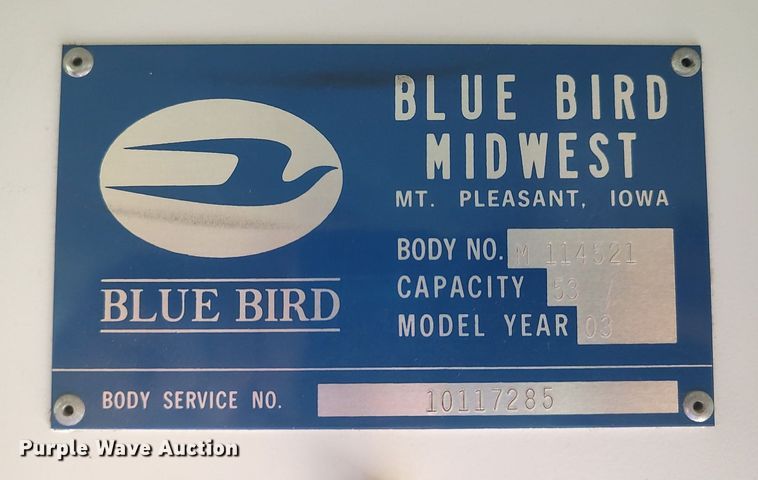 BLUE BIRD
MIDWEST
MT. PLEASANT, IOWA
BODY NO. M 114521
CAPACITY 53 /
MODEL YEAR 03
BLUE BIRD
BODY SERVICE NO. 10117285
Purple Wave Auction